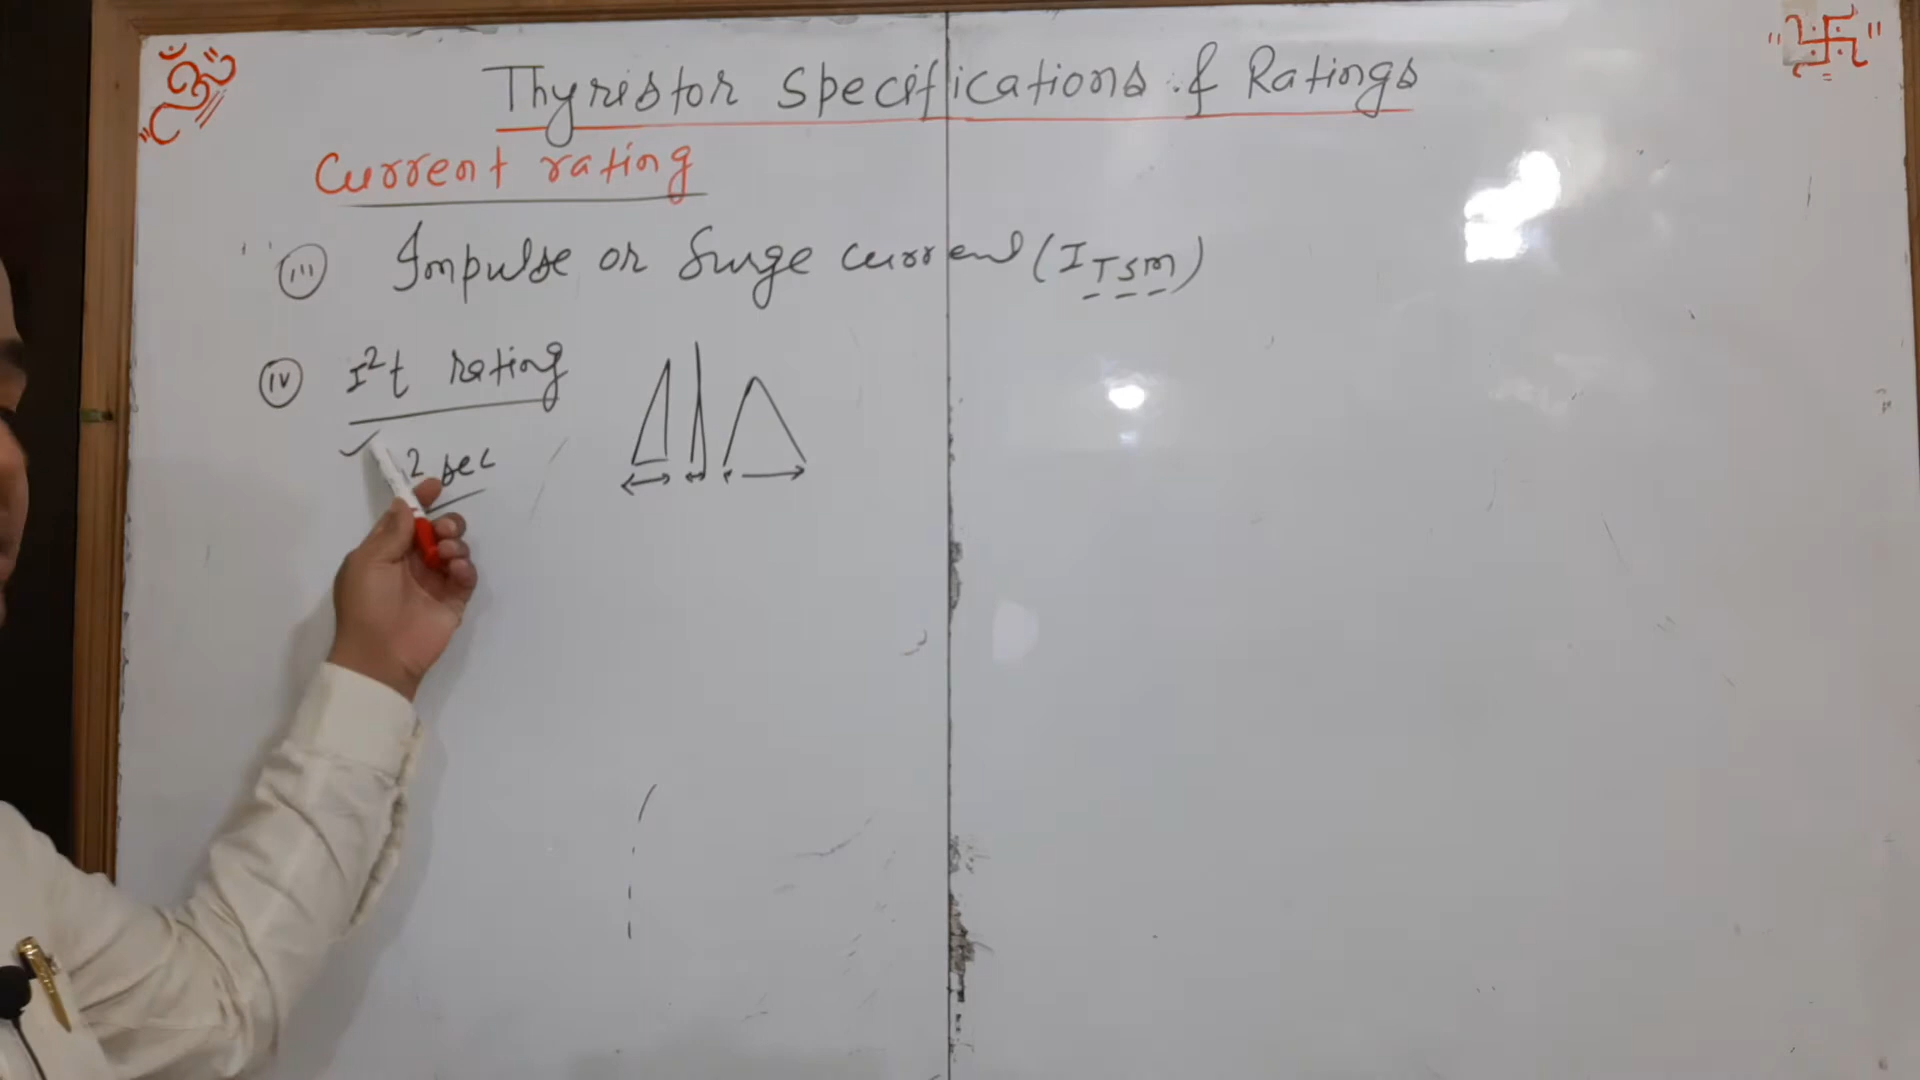 ॐ
Thyristor Specifications & Ratings
Current rating
(iii) Impulse or Surge current (I_TSM)
(iv) I²t rating
² sec